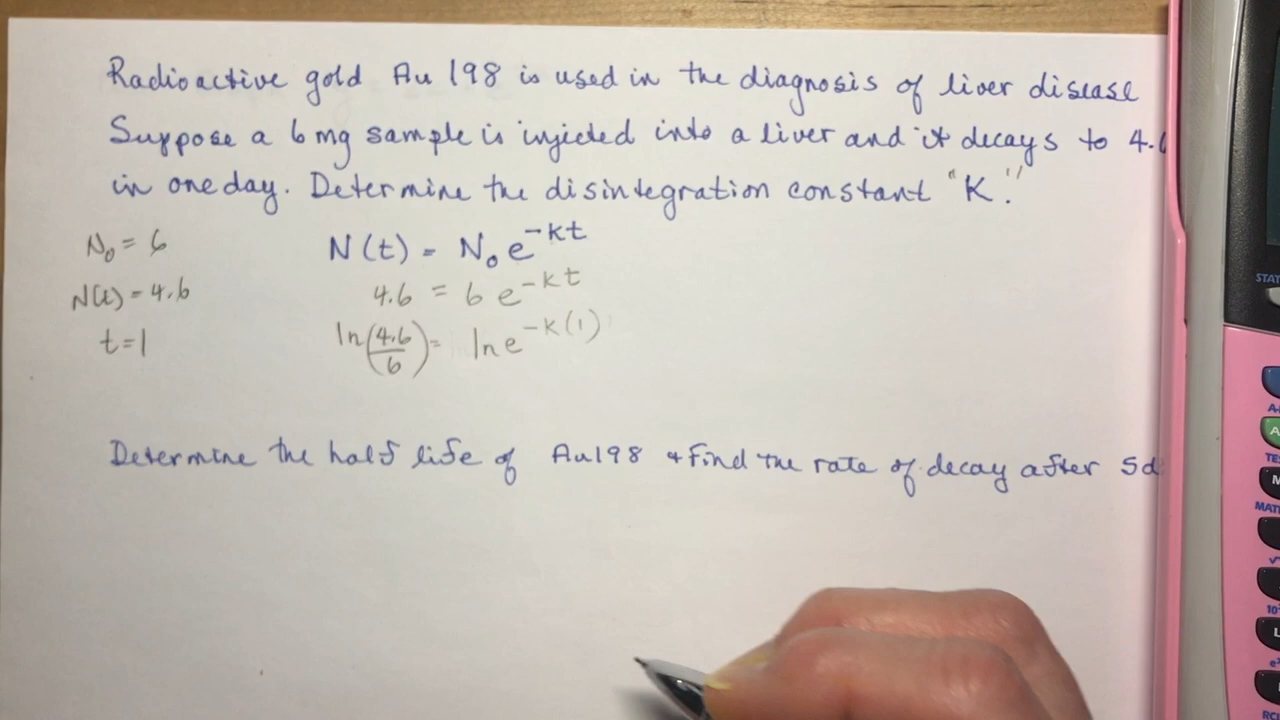 Radioactive gold Au 198 is used in the diagnosis of liver disease
Suppose a 6 mg sample is injected into a liver and it decays to 4.6
in one day. Determine the disintegration constant "K."
N₀ = 6
N(t) = N₀ e^-kt
N(t) = 4.6
4.6 = 6 e^-kt
t=1
ln(4.6/6) = ln e^-k(1)
Determine the half life of Au198 & Find the rate of decay after 5d
STAT
MATH